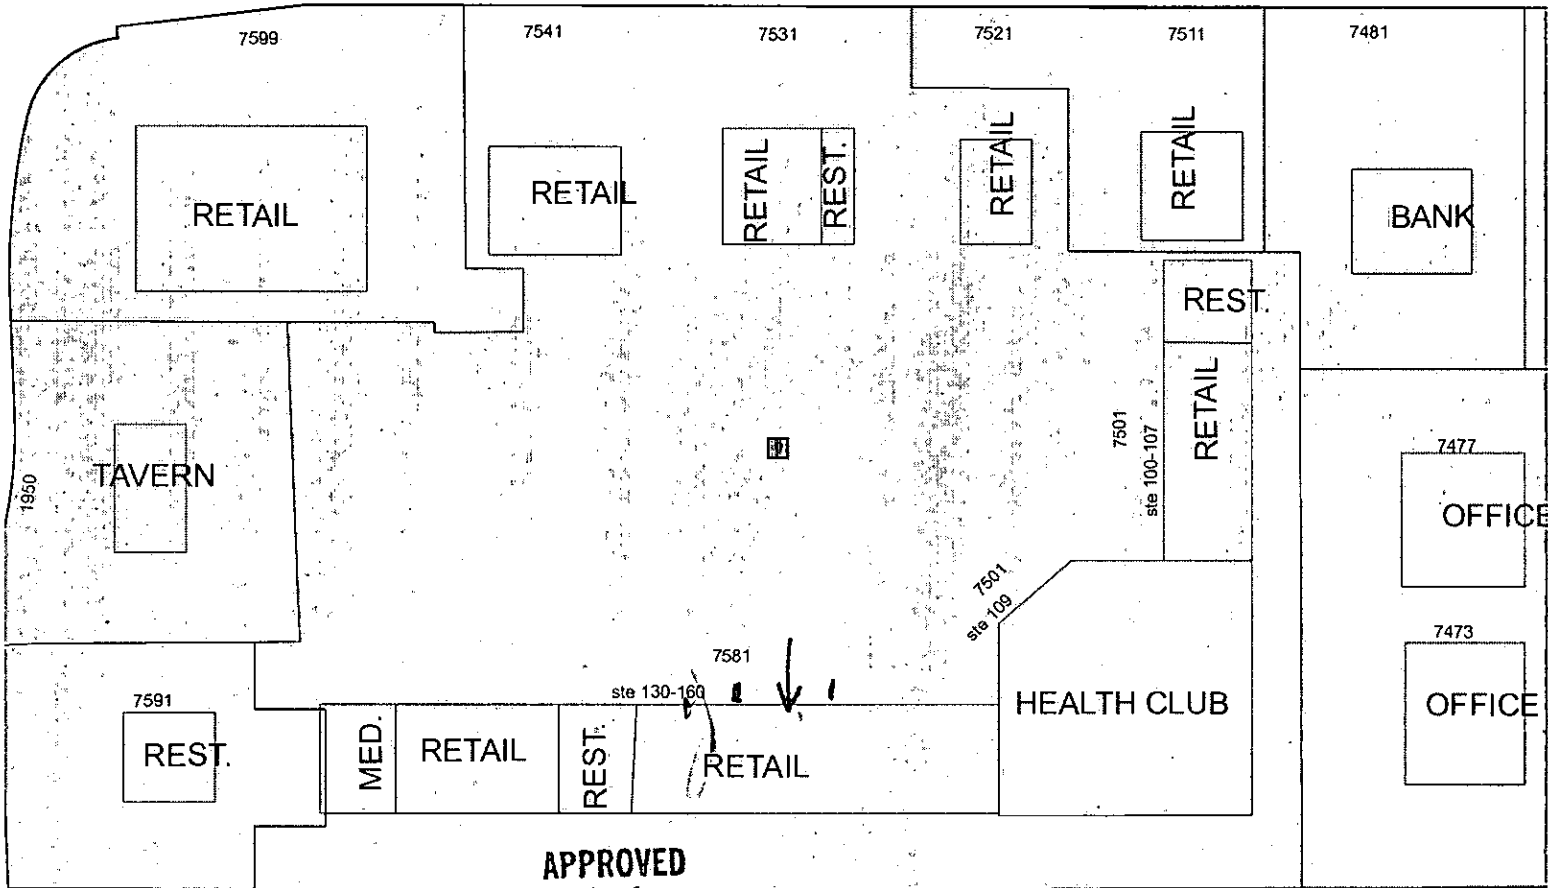 7599
7541
7531
7521
7511
7481
RETAIL
RETAIL
RETAIL
REST.
RETAIL
RETAIL
BANK
REST.
RETAIL
7501
ste 100-107
1950
TAVERN
7477
OFFICE
7501
ste 109
7473
OFFICE
7581
ste 130-160
HEALTH CLUB
7591
REST.
MED.
RETAIL
REST.
RETAIL
APPROVED